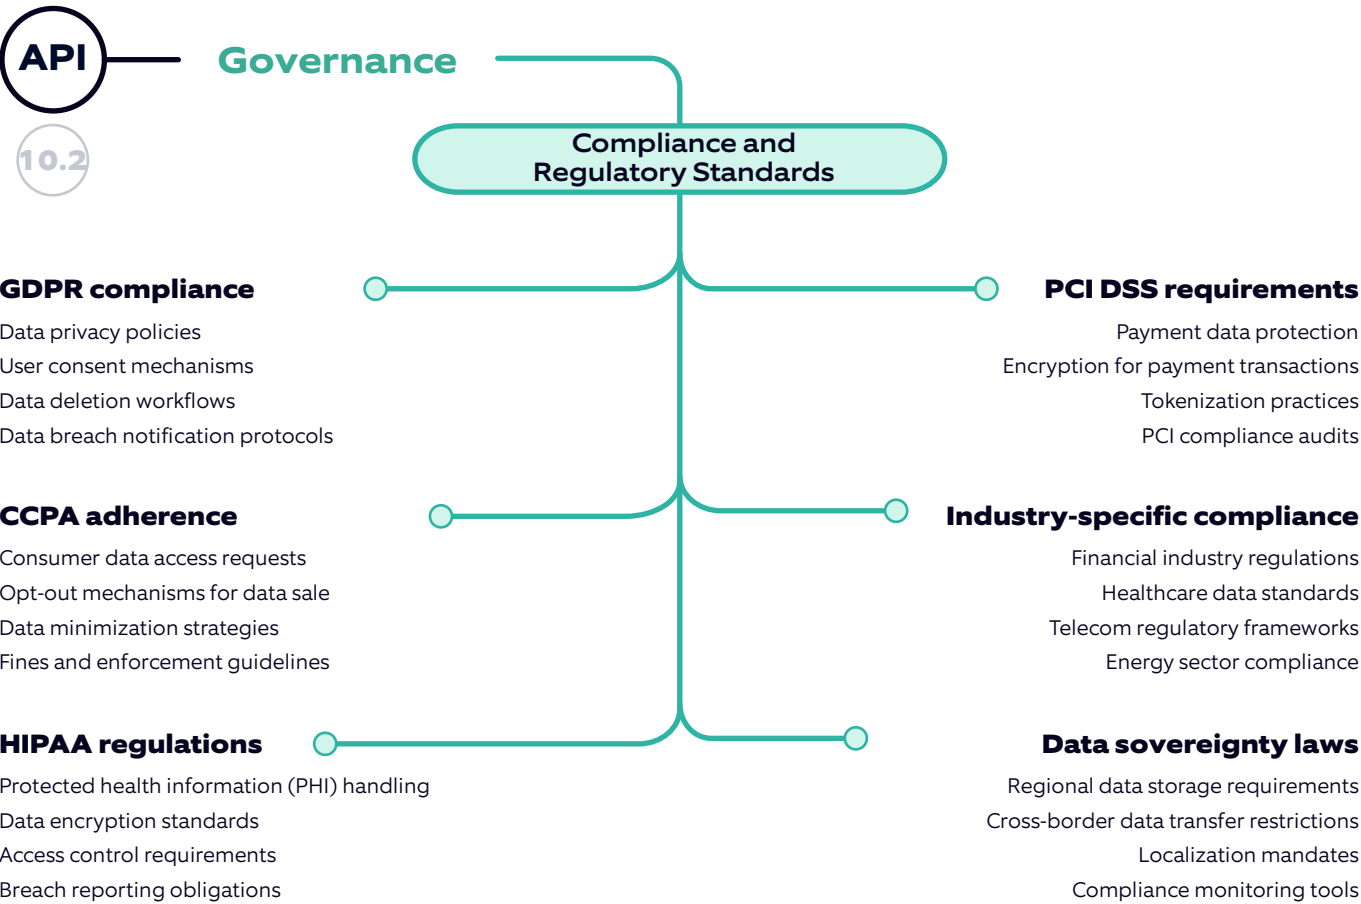 API
Governance
10.2
Compliance and
Regulatory Standards
GDPR compliance
Data privacy policies
User consent mechanisms
Data deletion workflows
Data breach notification protocols
PCI DSS requirements
Payment data protection
Encryption for payment transactions
Tokenization practices
PCI compliance audits
CCPA adherence
Consumer data access requests
Opt-out mechanisms for data sale
Data minimization strategies
Fines and enforcement guidelines
Industry-specific compliance
Financial industry regulations
Healthcare data standards
Telecom regulatory frameworks
Energy sector compliance
HIPAA regulations
Protected health information (PHI) handling
Data encryption standards
Access control requirements
Breach reporting obligations
Data sovereignty laws
Regional data storage requirements
Cross-border data transfer restrictions
Localization mandates
Compliance monitoring tools